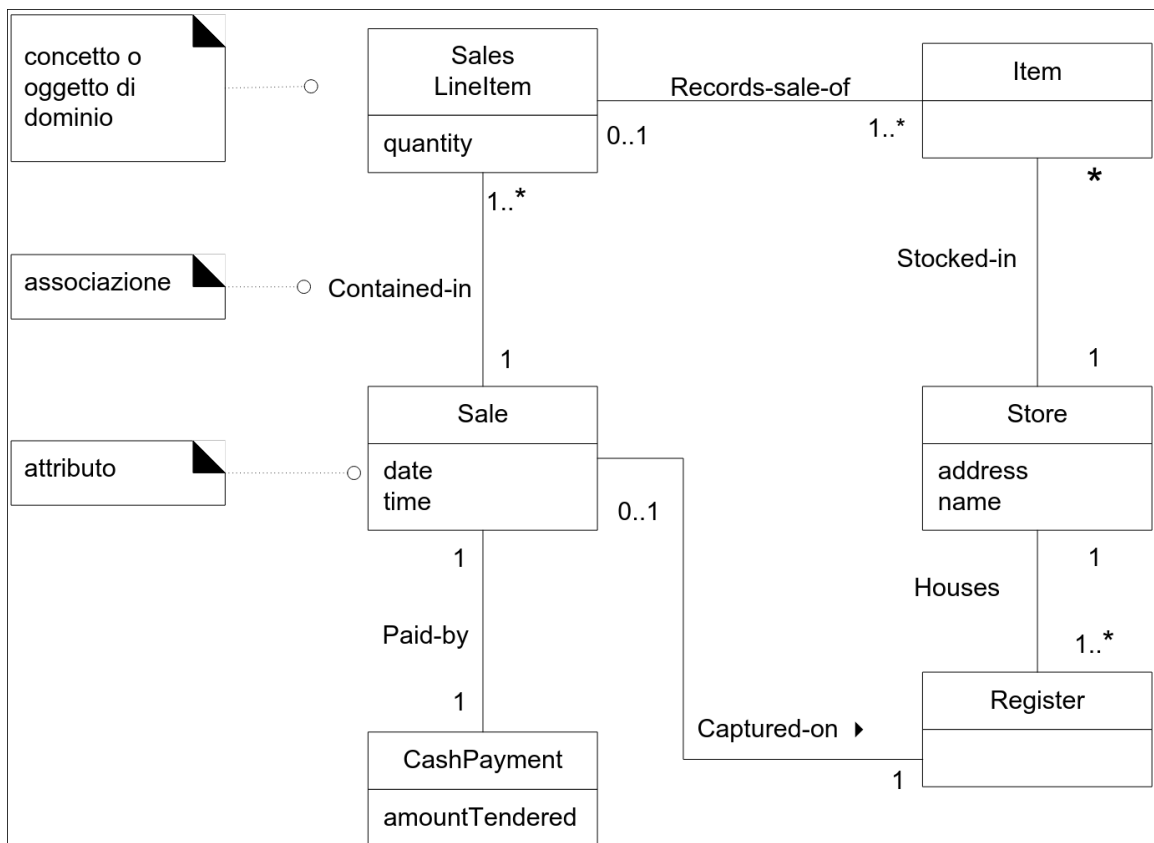 concetto o
oggetto di
dominio
Sales
LineItem
quantity
Records-sale-of
0..1
1..*
Item
1..*
*
associazione
Contained-in
Stocked-in
1
1
Sale
date
time
Store
address
name
attributo
0..1
1
1
Houses
Paid-by
1..*
1
Register
Captured-on
1
CashPayment
amountTendered